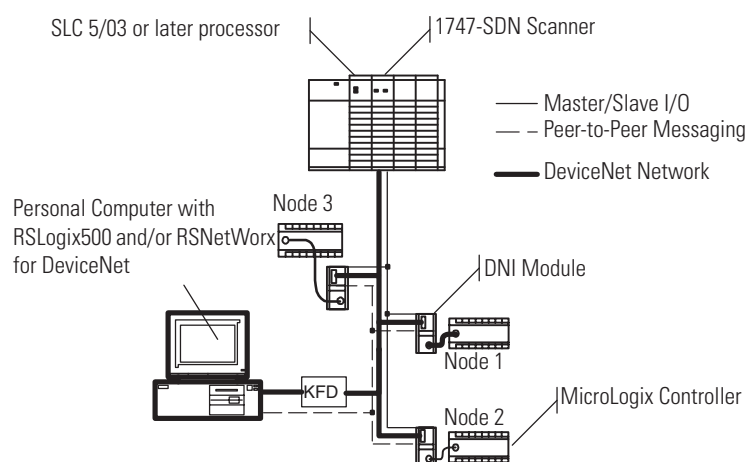 SLC 5/03 or later processor
1747-SDN Scanner
Master/Slave I/O
Peer-to-Peer Messaging
DeviceNet Network
Personal Computer with
RSLogix500 and/or RSNetWorx
for DeviceNet
Node 3
DNI Module
Node 1
KFD
MicroLogix Controller
Node 2